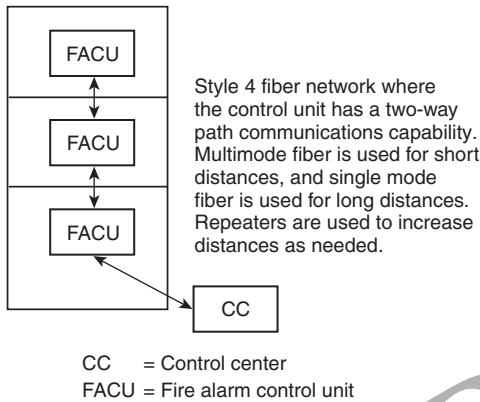 FACU
FACU
FACU
CC
Style 4 fiber network where
the control unit has a two-way
path communications capability.
Multimode fiber is used for short
distances, and single mode
fiber is used for long distances.
Repeaters are used to increase
distances as needed.
CC = Control center
FACU = Fire alarm control unit